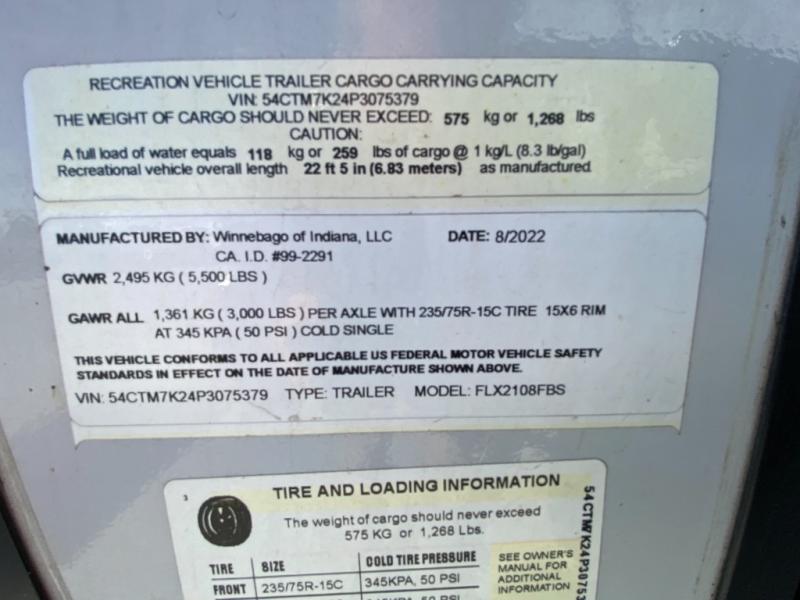 RECREATION VEHICLE TRAILER CARGO CARRYING CAPACITY
VIN: 54CTM7K24P3075379
THE WEIGHT OF CARGO SHOULD NEVER EXCEED: 575 kg or 1,268 lbs
CAUTION:
A full load of water equals 118 kg or 259 lbs of cargo @ 1 kg/L (8.3 lb/gal)
Recreational vehicle overall length 22 ft 5 in (6.83 meters) as manufactured
MANUFACTURED BY: Winnebago of Indiana, LLC DATE: 8/2022
CA. I.D. #99-2291
GVWR 2,495 KG ( 5,500 LBS )
GAWR ALL 1,361 KG ( 3,000 LBS ) PER AXLE WITH 235/75R-15C TIRE 15X6 RIM
AT 345 KPA ( 50 PSI ) COLD SINGLE
THIS VEHICLE CONFORMS TO ALL APPLICABLE US FEDERAL MOTOR VEHICLE SAFETY
STANDARDS IN EFFECT ON THE DATE OF MANUFACTURE SHOWN ABOVE.
VIN: 54CTM7K24P3075379 TYPE: TRAILER MODEL: FLX2108FBS
3
TIRE AND LOADING INFORMATION
The weight of cargo should never exceed
575 KG or 1,268 Lbs.
TIRE SIZE COLD TIRE PRESSURE
FRONT 235/75R-15C 345KPA, 50 PSI
SEE OWNER'S
MANUAL FOR
ADDITIONAL
INFORMATION
54CTM7K24P30753